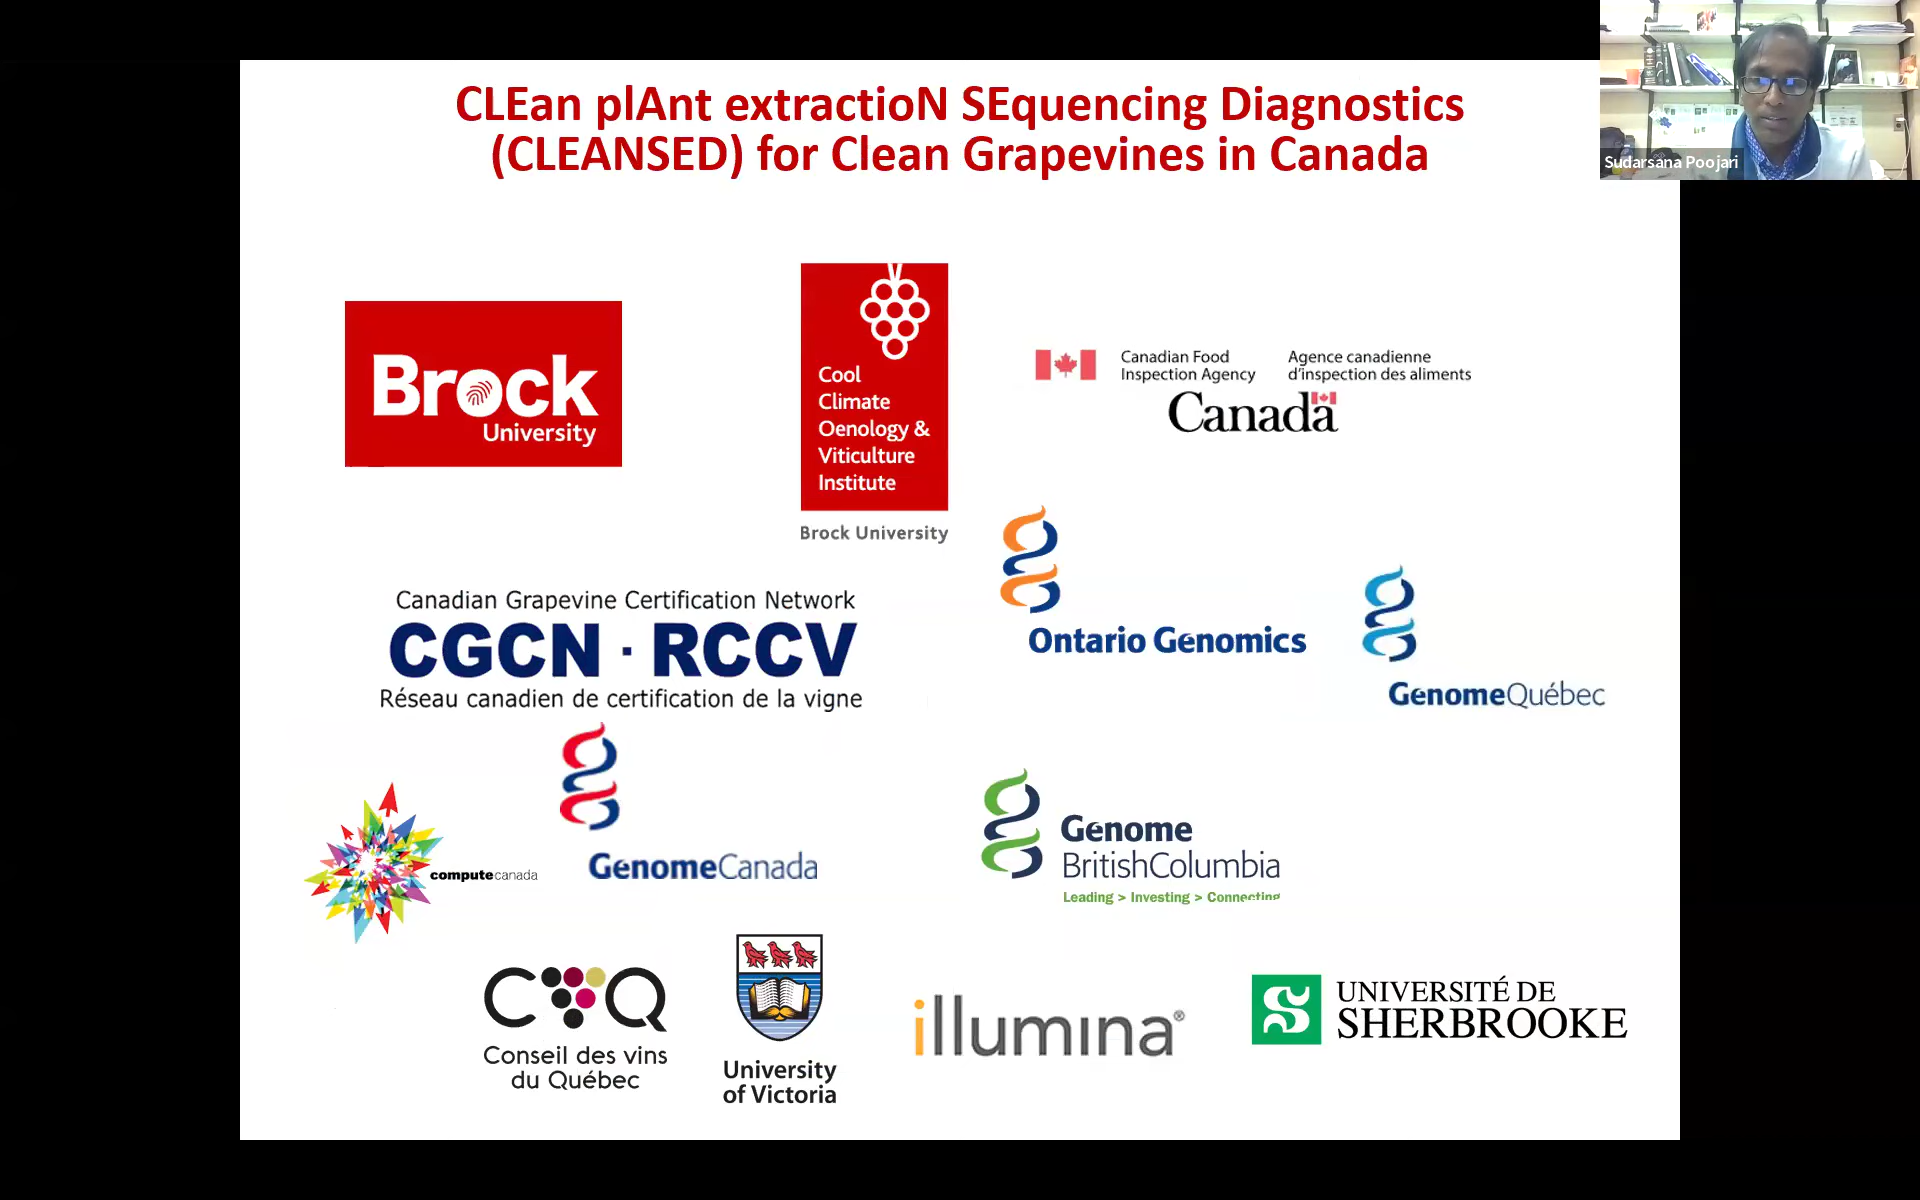 CLEan plAnt extractioN SEquencing Diagnostics
(CLEANSED) for Clean Grapevines in Canada
Sudarsana Poojari
Brock
University
Cool
Climate
Oenology &
Viticulture
Institute
Brock University
Canadian Food
Inspection Agency
Agence canadienne
d'inspection des aliments
Canada
Canadian Grapevine Certification Network
CGCN · RCCV
Réseau canadien de certification de la vigne
Ontario Genomics
GenomeQuébec
computecanada
GenomeCanada
Genome
BritishColumbia
Leading > Investing > Connecting
CVQ
Conseil des vins
du Québec
University
of Victoria
illumina®
UNIVERSITÉ DE
SHERBROOKE